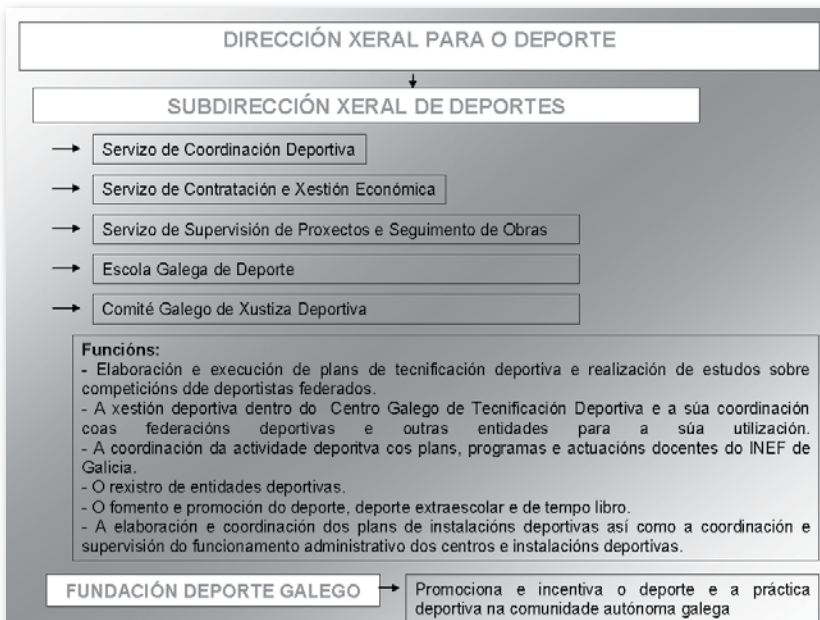 DIRECCIÓN XERAL PARA O DEPORTE
SUBDIRECCIÓN XERAL DE DEPORTES
Servizo de Coordinación Deportiva
Servizo de Contratación e Xestión Económica
Servizo de Supervisión de Proxectos e Seguimento de Obras
Escola Galega de Deporte
Comité Galego de Xustiza Deportiva
Funcións:
- Elaboración e execución de plans de tecnificación deportiva e realización de estudos sobre
competicións dde deportistas federados.
- A xestión deportiva dentro do Centro Galego de Tecnificación Deportiva e a súa coordinación
coas federacións deportivas e outras entidades para a súa utilización.
- A coordinación da actividade deporitva cos plans, programas e actuacións docentes do INEF de
Galicia.
- O rexistro de entidades deportivas.
- O fomento e promoción do deporte, deporte extraescolar e de tempo libro.
- A elaboración e coordinación dos plans de instalacións deportivas así como a coordinación e
supervisión do funcionamento administrativo dos centros e instalacións deportivas.
FUNDACIÓN DEPORTE GALEGO
Promociona e incentiva o deporte e a práctica
deportiva na comunidade autónoma galega